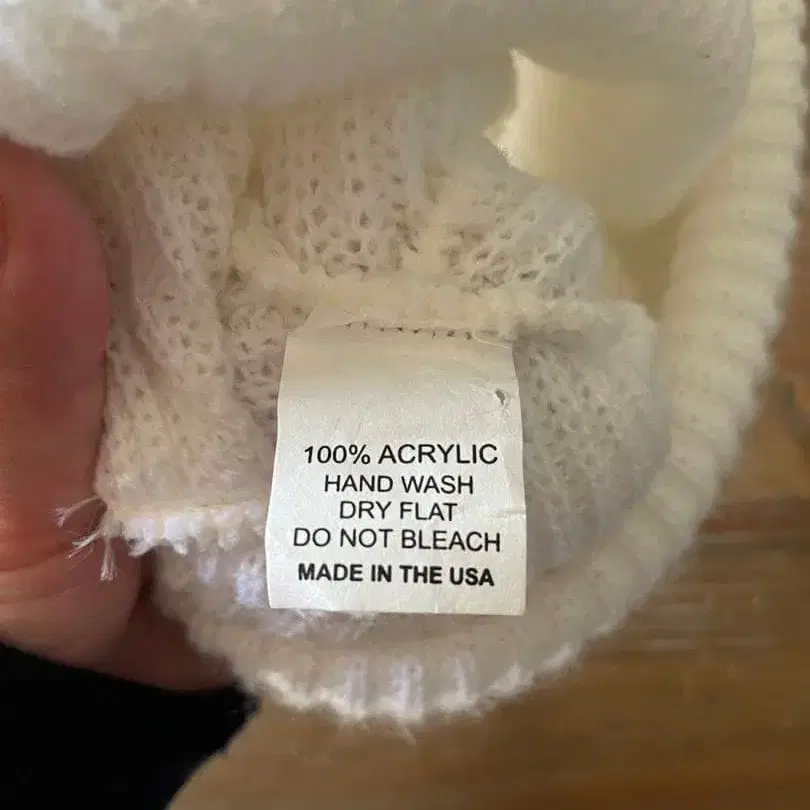 100% ACRYLIC
HAND WASH
DRY FLAT
DO NOT BLEACH
MADE IN THE USA